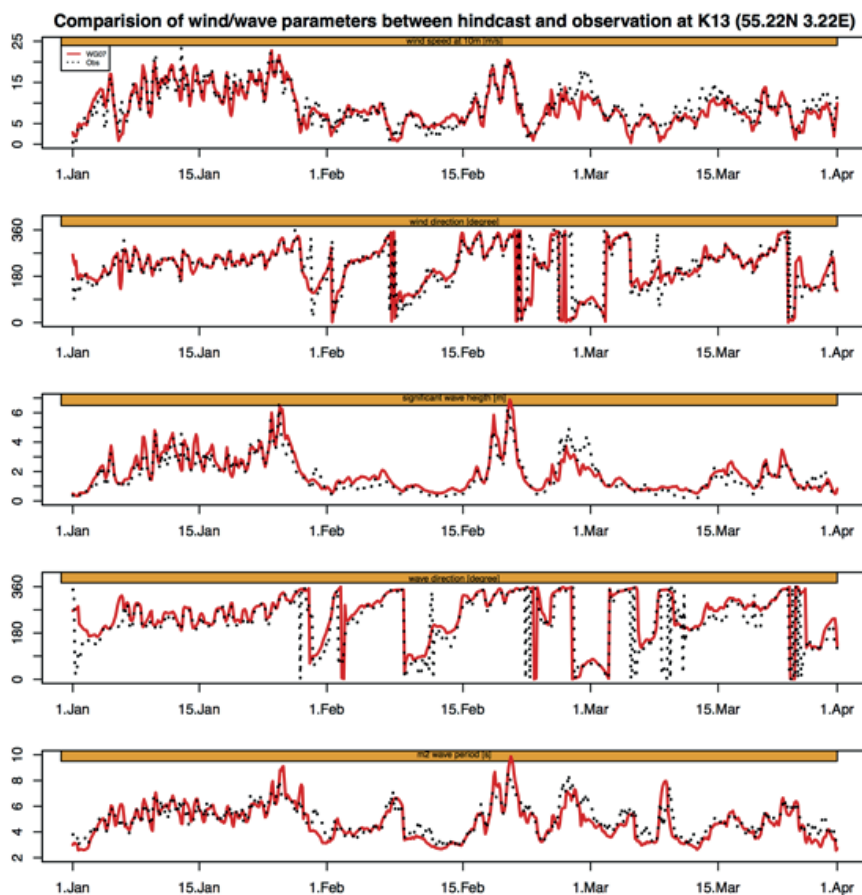 Comparision of wind/wave parameters between hindcast and observation at K13 (55.22N 3.22E)
wind speed at 10m [m/s]
WG07
Obs
25
15
5
0
1.Jan 15.Jan 1.Feb 15.Feb 1.Mar 15.Mar 1.Apr
wind direction [degree]
360
180
0
1.Jan 15.Jan 1.Feb 15.Feb 1.Mar 15.Mar 1.Apr
significant wave heigth [m]
6
4
2
0
1.Jan 15.Jan 1.Feb 15.Feb 1.Mar 15.Mar 1.Apr
wave direction [degree]
360
180
0
1.Jan 15.Jan 1.Feb 15.Feb 1.Mar 15.Mar 1.Apr
m2 wave period [s]
10
8
6
4
2
1.Jan 15.Jan 1.Feb 15.Feb 1.Mar 15.Mar 1.Apr